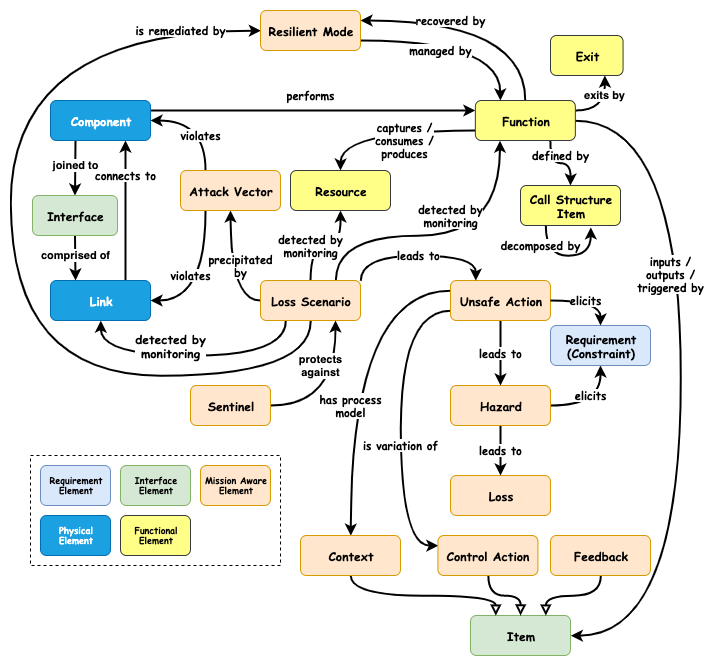 is remediated by
Resilient Mode
recovered by
managed by
Exit
exits by
Component
performs
Function
violates
captures /
consumes /
produces
defined by
joined to
connects to
Attack Vector
Resource
Call Structure
Item
Interface
detected by
monitoring
decomposed by
comprised of
precipitated
by
detected by
monitoring
leads to
inputs /
outputs /
triggered by
violates
Link
Loss Scenario
Unsafe Action
elicits
detected by
monitoring
Requirement
(Constraint)
leads to
protects
against
has process
model
elicits
Sentinel
Hazard
is variation of
leads to
Requirement
Element
Interface
Element
Mission Aware
Element
Loss
Physical
Element
Functional
Element
Context
Control Action
Feedback
Item